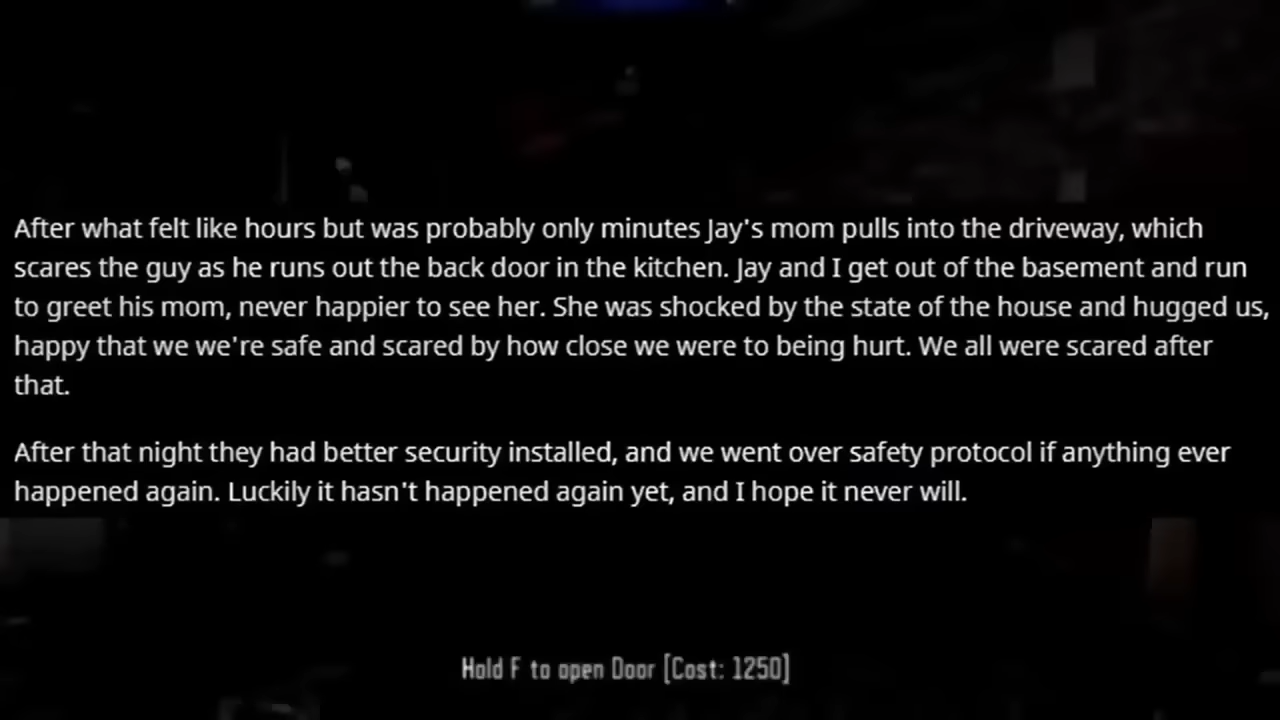 After what felt like hours but was probably only minutes Jay's mom pulls into the driveway, which
scares the guy as he runs out the back door in the kitchen. Jay and I get out of the basement and run
to greet his mom, never happier to see her. She was shocked by the state of the house and hugged us,
happy that we we're safe and scared by how close we were to being hurt. We all were scared after
that.
After that night they had better security installed, and we went over safety protocol if anything ever
happened again. Luckily it hasn't happened again yet, and I hope it never will.
Hold F to open Door [Cost: 1250]